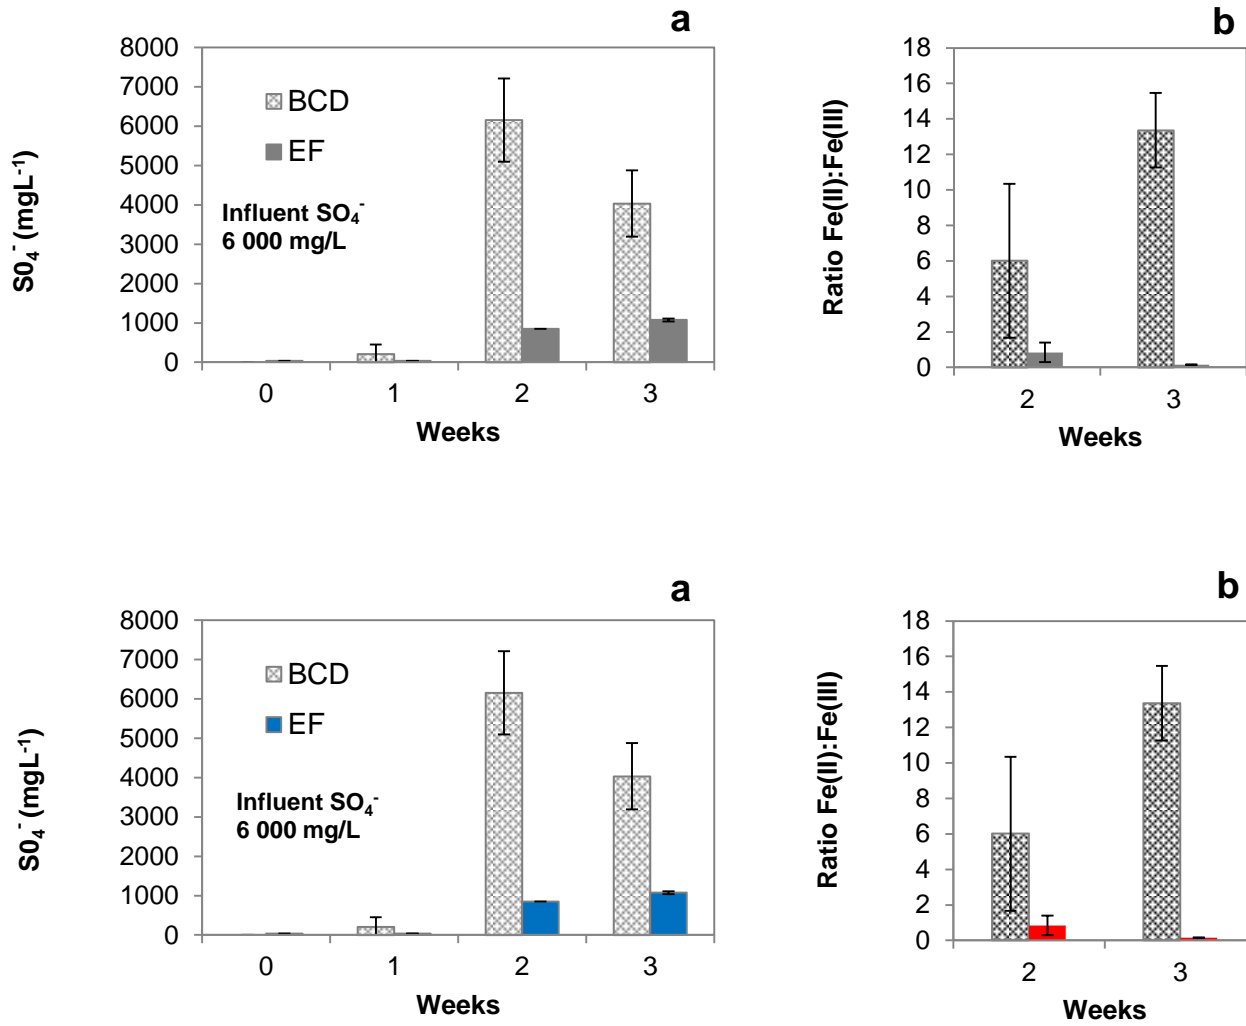 a
8000
7000
6000
5000
4000
3000
2000
1000
0
S0₄⁻ (mgL⁻¹)
BCD
EF
Influent SO₄⁻
6 000 mg/L
0 1 2 3
Weeks
b
18
16
14
12
10
8
6
4
2
0
Ratio Fe(II):Fe(III)
2 3
Weeks
a
8000
7000
6000
5000
4000
3000
2000
1000
0
S0₄⁻ (mgL⁻¹)
BCD
EF
Influent SO₄⁻
6 000 mg/L
0 1 2 3
Weeks
b
18
16
14
12
10
8
6
4
2
0
Ratio Fe(II):Fe(III)
2 3
Weeks